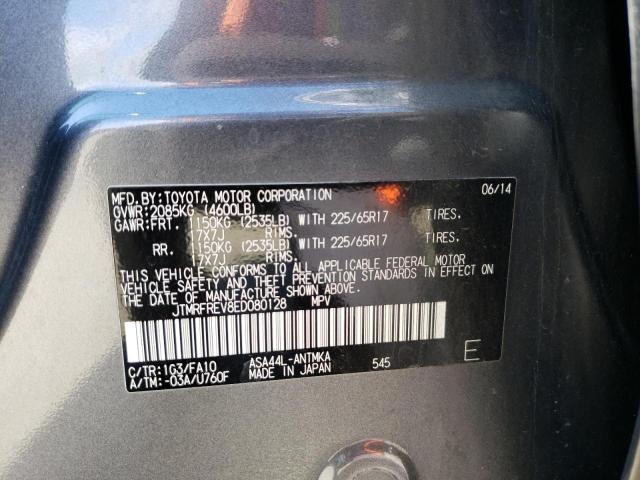 MFD. BY: TOYOTA MOTOR CORPORATION 06/14
GVWR: 2085KG (4600LB)
GAWR: FRT. 1150KG (2535LB) WITH 225/65R17 TIRES.
17X7J RIMS.
RR. 1150KG (2535LB) WITH 225/65R17 TIRES.
17X7J RIMS.
THIS VEHICLE CONFORMS TO ALL APPLICABLE FEDERAL MOTOR
VEHICLE SAFETY AND THEFT PREVENTION STANDARDS IN EFFECT ON
THE DATE OF MANUFACTURE SHOWN ABOVE.
JTMRFREV8ED080128 MPV
C/TR: 1G3/FA10 ASA44L-ANTMKA
A/TM: -03A/U760F MADE IN JAPAN 545 E